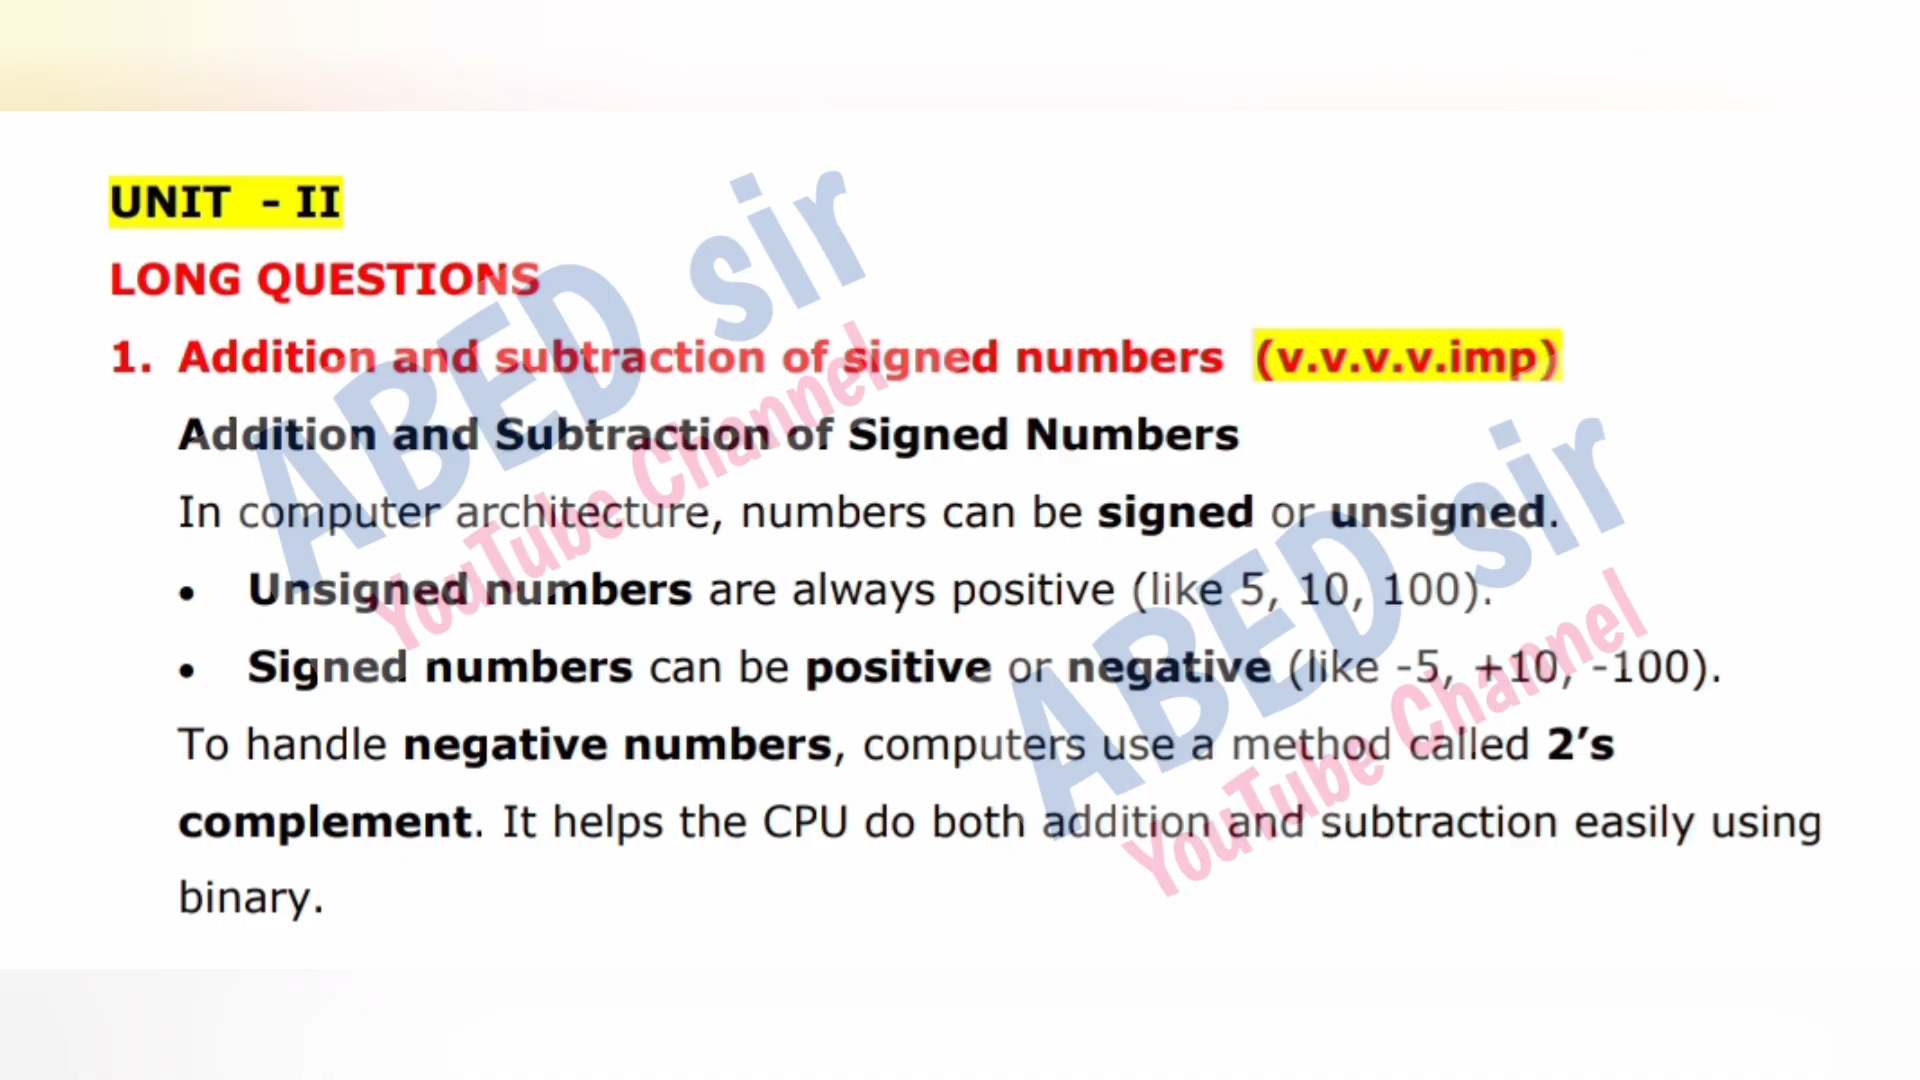 UNIT - II
LONG QUESTIONS
1. Addition and subtraction of signed numbers (v.v.v.v.imp)
Addition and Subtraction of Signed Numbers
In computer architecture, numbers can be signed or unsigned.
• Unsigned numbers are always positive (like 5, 10, 100).
• Signed numbers can be positive or negative (like -5, +10, -100).
To handle negative numbers, computers use a method called 2’s
complement. It helps the CPU do both addition and subtraction easily using
binary.
ABED sir
YouTube Channel
ABED sir
YouTube Channel